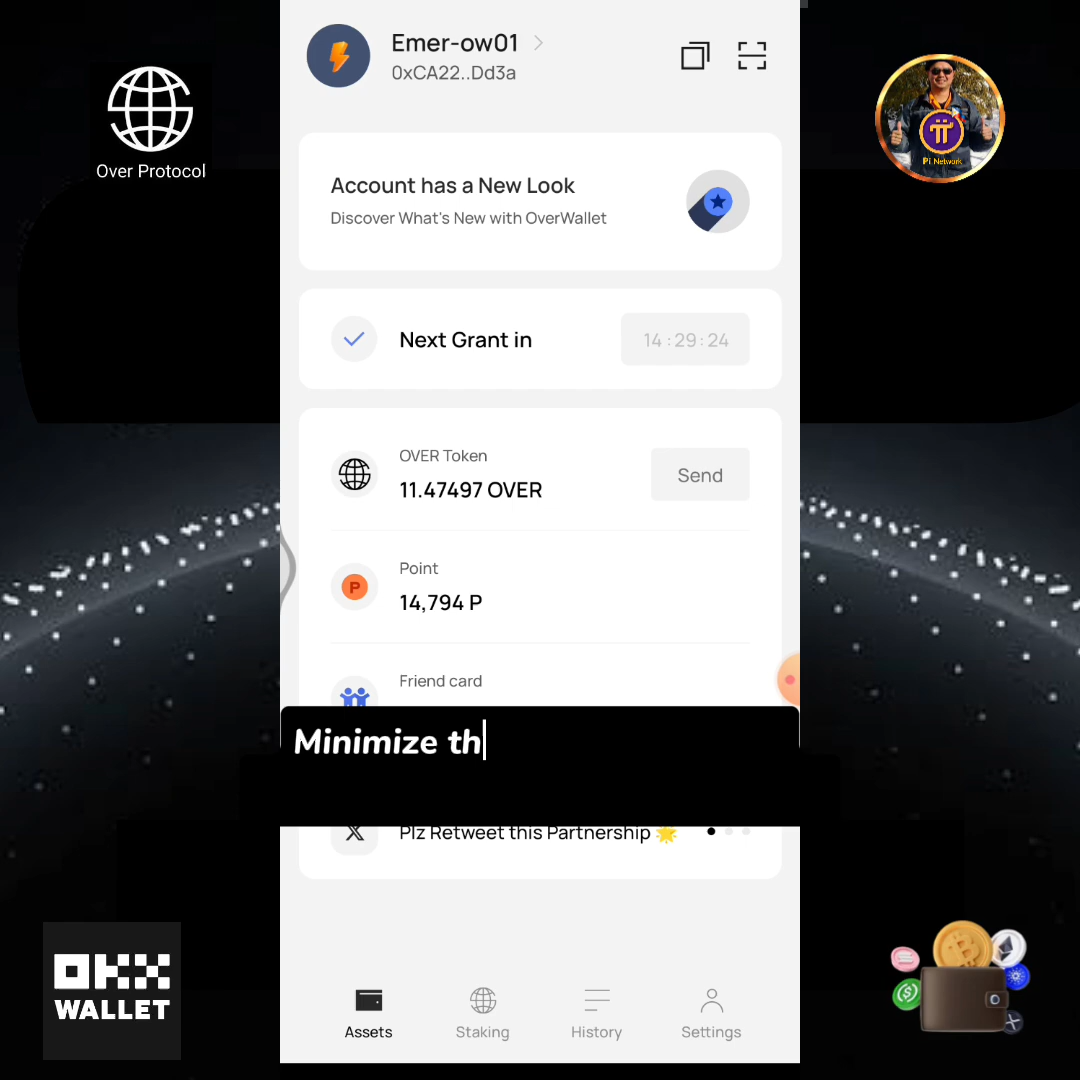 Emer-ow01
0xCA22..Dd3a
Over Protocol
Pi Network
Account has a New Look
Discover What's New with OverWallet
Next Grant in
14:29:24
OVER Token
11.47497 OVER
Send
Point
P
14,794 P
Friend card
Minimize th
X
Plz Retweet this Partnership 🌟
OKX
WALLET
Assets
Staking
History
Settings